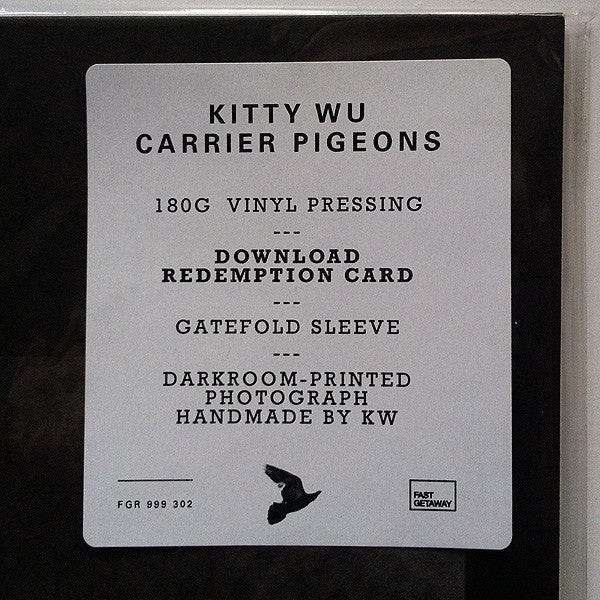 KITTY WU
CARRIER PIGEONS
180G VINYL PRESSING
---
DOWNLOAD
REDEMPTION CARD
---
GATEFOLD SLEEVE
---
DARKROOM-PRINTED
PHOTOGRAPH
HANDMADE BY KW
FGR 999 302
FAST
GETAWAY